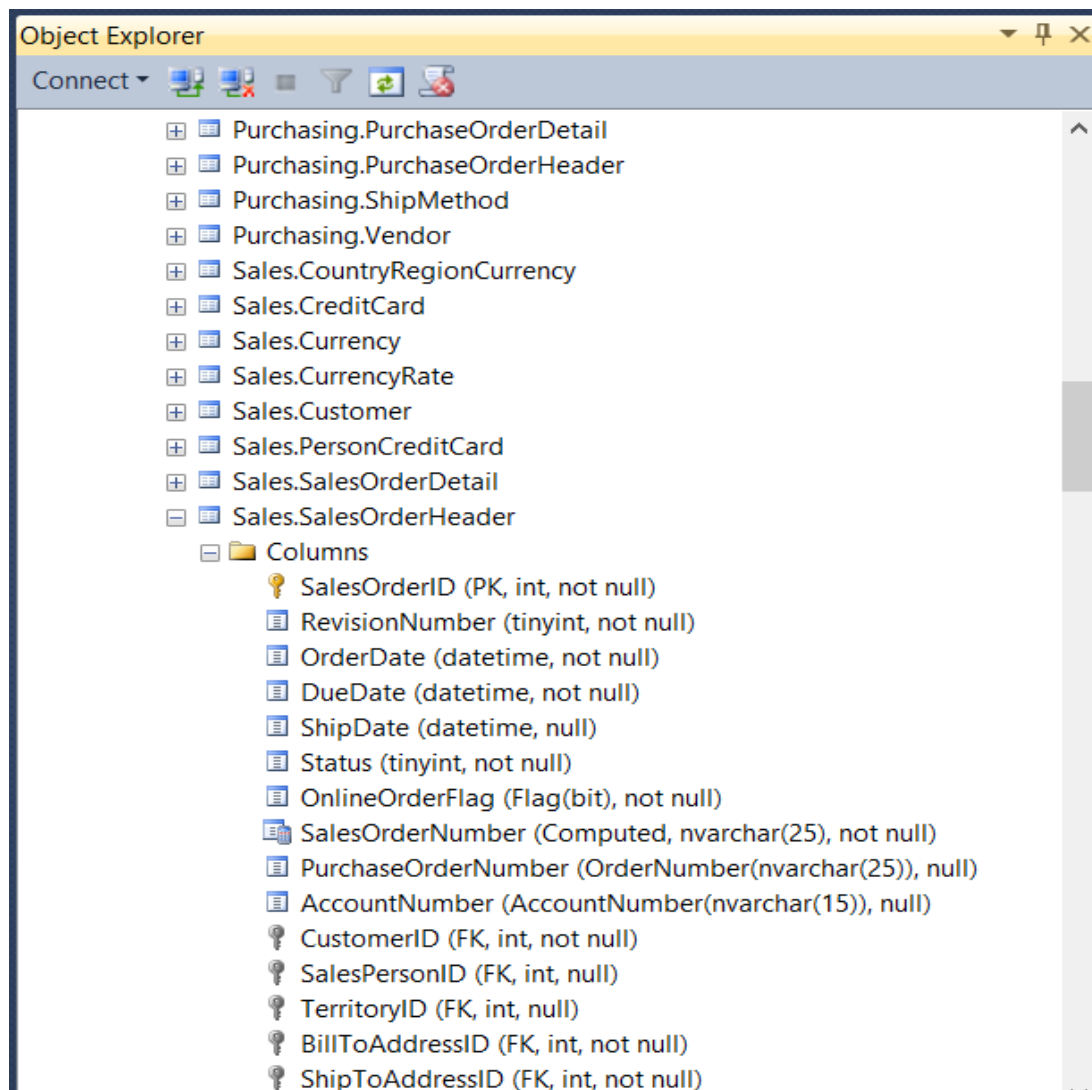 Object Explorer
Connect
Purchasing.PurchaseOrderDetail
Purchasing.PurchaseOrderHeader
Purchasing.ShipMethod
Purchasing.Vendor
Sales.CountryRegionCurrency
Sales.CreditCard
Sales.Currency
Sales.CurrencyRate
Sales.Customer
Sales.PersonCreditCard
Sales.SalesOrderDetail
Sales.SalesOrderHeader
Columns
SalesOrderID (PK, int, not null)
RevisionNumber (tinyint, not null)
OrderDate (datetime, not null)
DueDate (datetime, not null)
ShipDate (datetime, null)
Status (tinyint, not null)
OnlineOrderFlag (Flag(bit), not null)
SalesOrderNumber (Computed, nvarchar(25), not null)
PurchaseOrderNumber (OrderNumber(nvarchar(25)), null)
AccountNumber (AccountNumber(nvarchar(15)), null)
CustomerID (FK, int, not null)
SalesPersonID (FK, int, null)
TerritoryID (FK, int, null)
BillToAddressID (FK, int, not null)
ShipToAddressID (FK, int, not null)